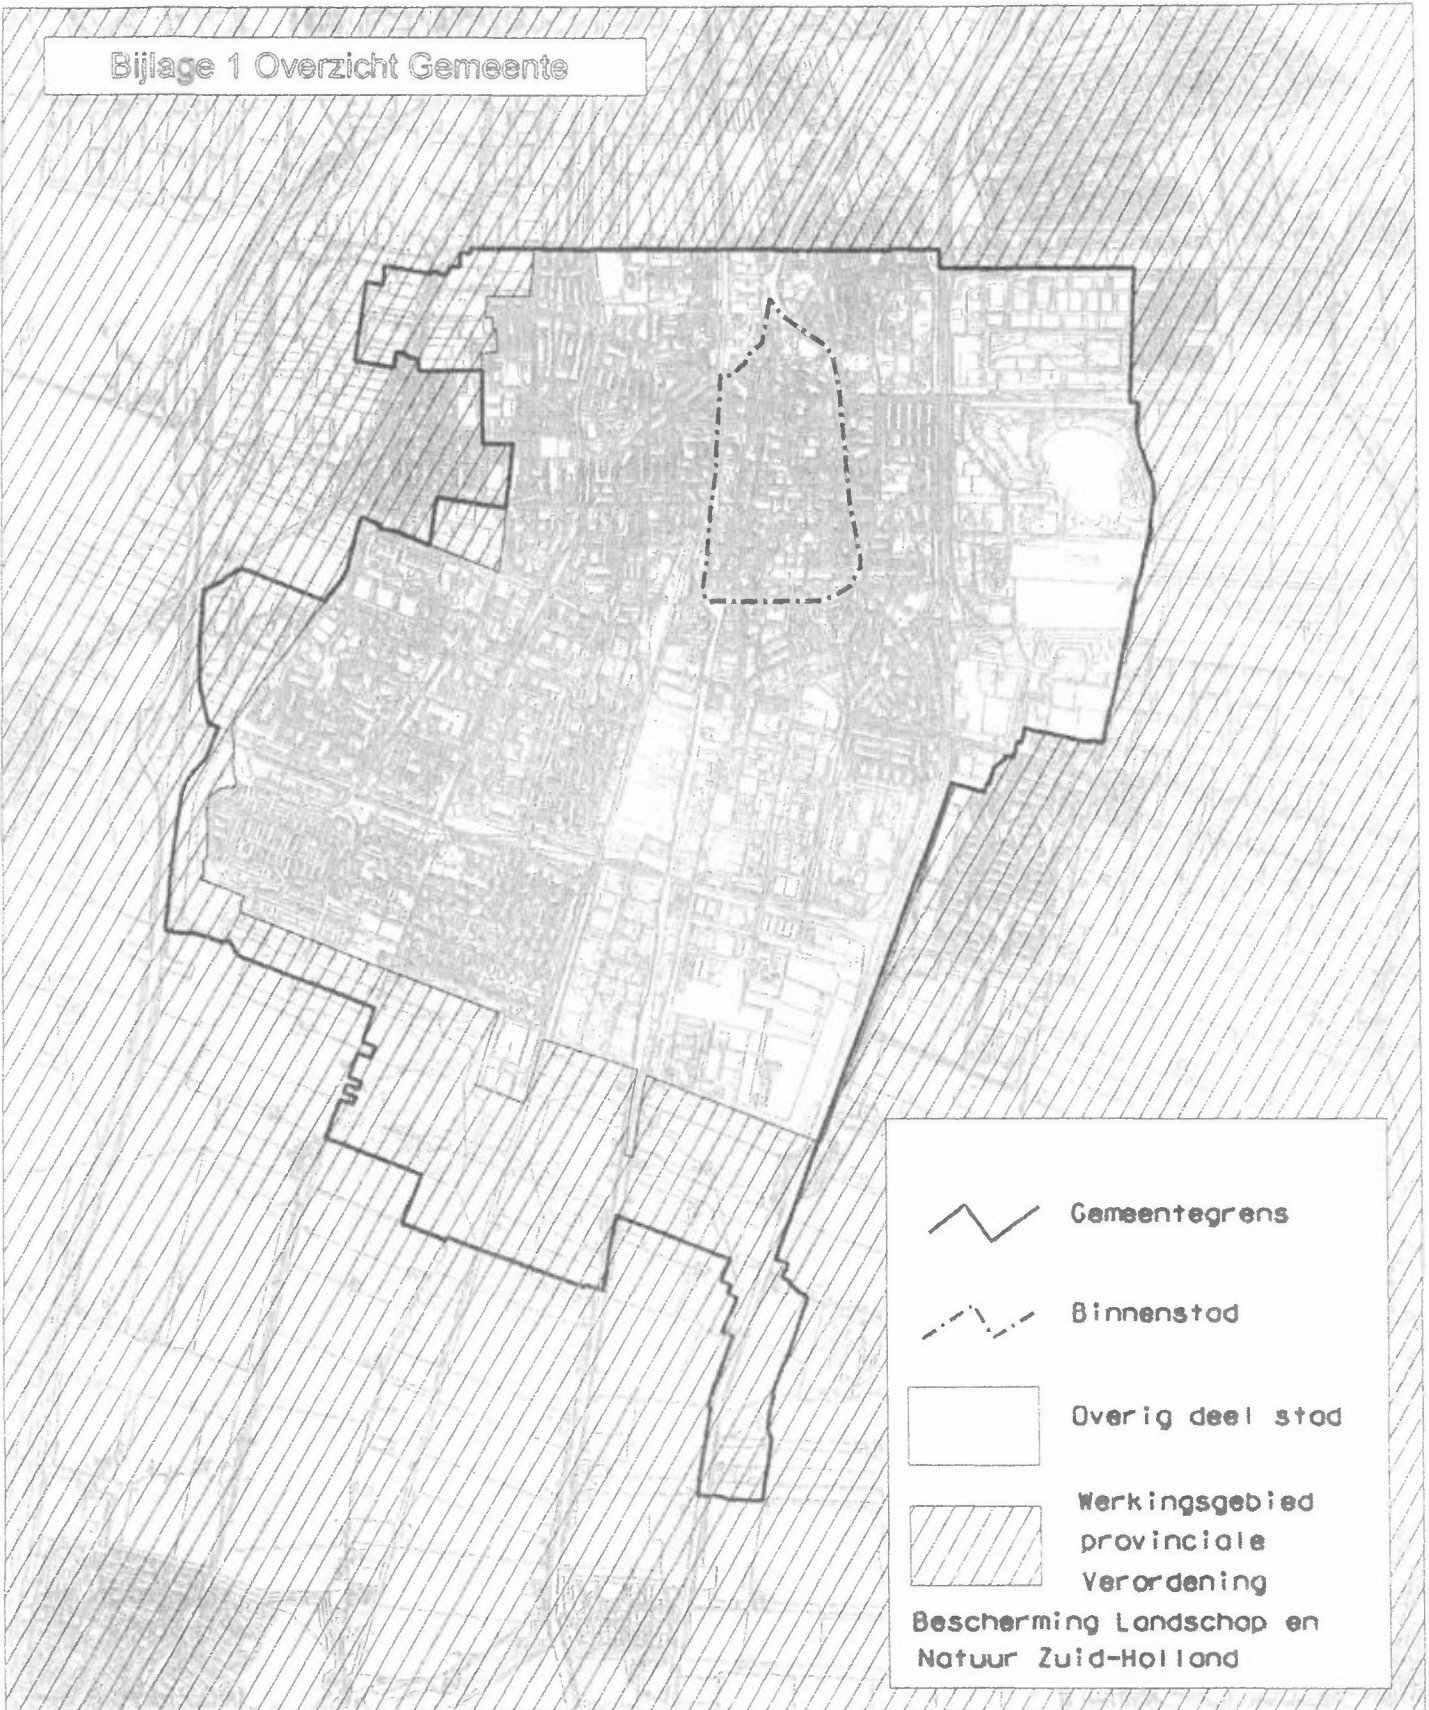 Bijlage 1 Overzicht Gemeente
Gemeentegrens
Binnenstad
Overig deel stad
Werkingsgebied
provinciale
Verordening
Bescherming Landschap en
Natuur Zuid-Holland